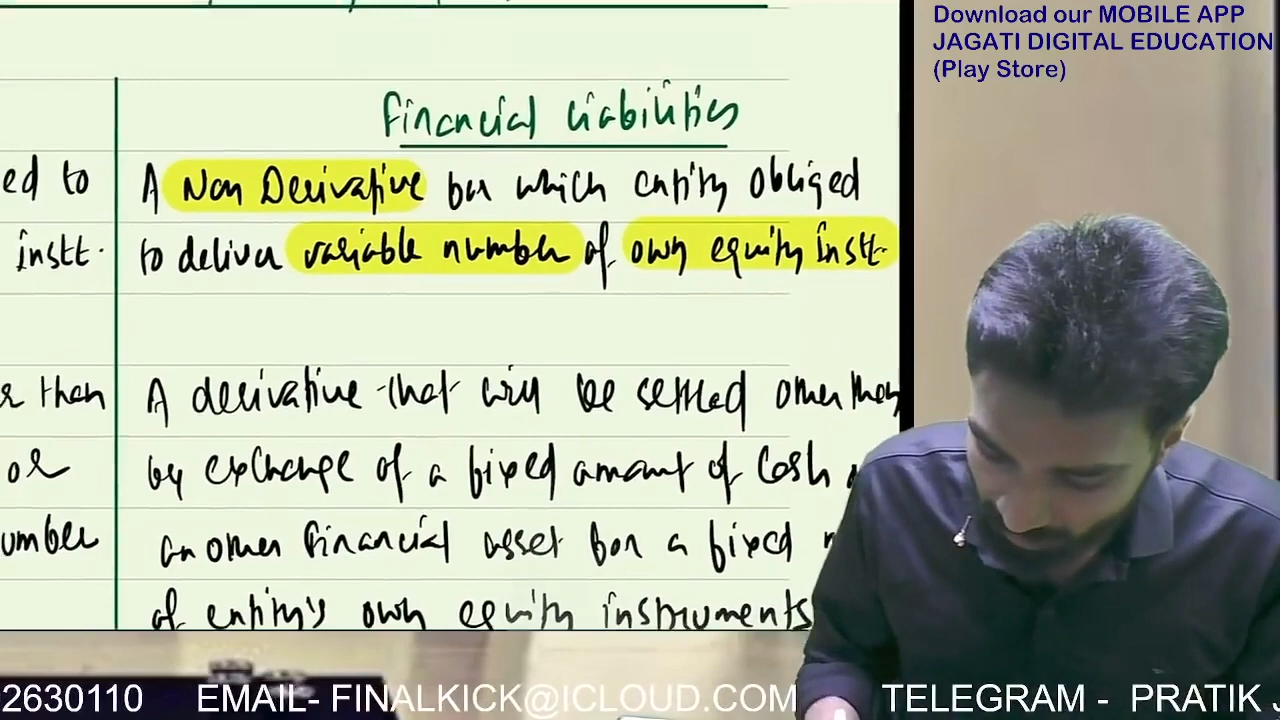 Download our MOBILE APP
JAGATI DIGITAL EDUCATION
(Play Store)
Financial Liabilities
ed to
A Non Derivative for which entity obliged
instt.
to deliver variable number of own equity instt.
than
A derivative that will be settled other than
or
by exchange of a fixed amount of cash
umber
another financial asset for a fixed
of entity's own equity instruments
2630110 EMAIL- FINALKICK@ICLOUD.COM TELEGRAM - PRATIK J